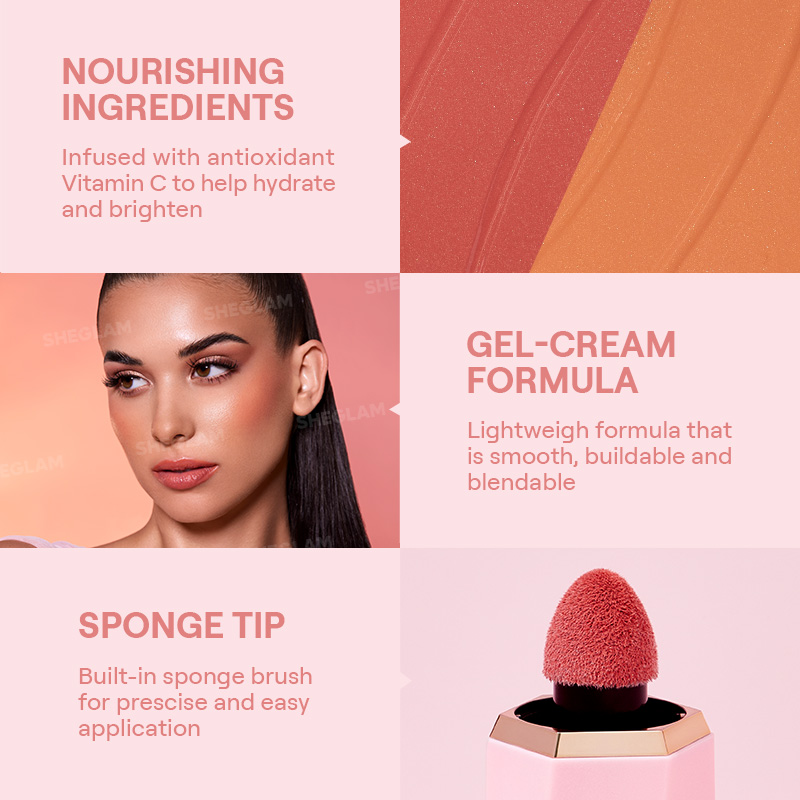 NOURISHING
INGREDIENTS
Infused with antioxidant
Vitamin C to help hydrate
and brighten
SHEGLAM
SHEGLAM
SHEGLAM
SHEGLAM
SHEGLAM
GEL-CREAM
FORMULA
Lightweigh formula that
is smooth, buildable and
blendable
SPONGE TIP
Built-in sponge brush
for prescise and easy
application